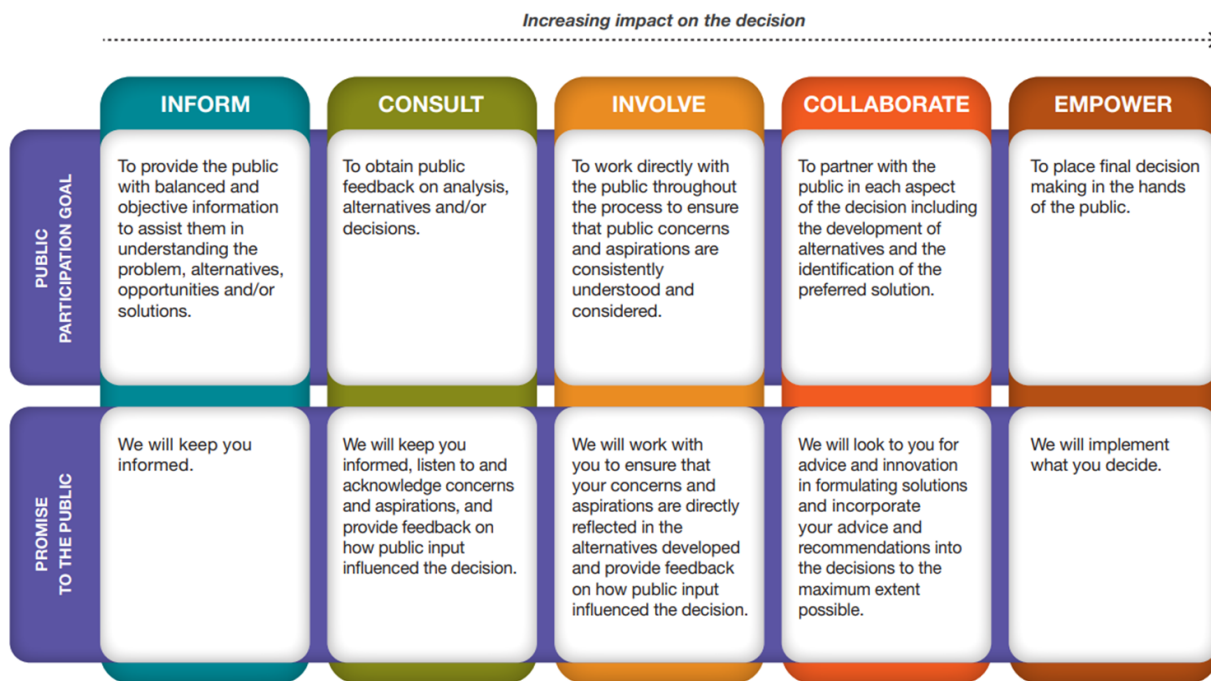 Increasing impact on the decision
INFORM
CONSULT
INVOLVE
COLLABORATE
EMPOWER
PUBLIC
PARTICIPATION GOAL
To provide the public
with balanced and
objective information
to assist them in
understanding the
problem, alternatives,
opportunities and/or
solutions.
To obtain public
feedback on analysis,
alternatives and/or
decisions.
To work directly with
the public throughout
the process to ensure
that public concerns
and aspirations are
consistently
understood and
considered.
To partner with the
public in each aspect
of the decision including
the development of
alternatives and the
identification of the
preferred solution.
To place final decision
making in the hands
of the public.
PROMISE
TO THE PUBLIC
We will keep you
informed.
We will keep you
informed, listen to and
acknowledge concerns
and aspirations, and
provide feedback on
how public input
influenced the decision.
We will work with
you to ensure that
your concerns and
aspirations are directly
reflected in the
alternatives developed
and provide feedback
on how public input
influenced the decision.
We will look to you for
advice and innovation
in formulating solutions
and incorporate
your advice and
recommendations into
the decisions to the
maximum extent
possible.
We will implement
what you decide.